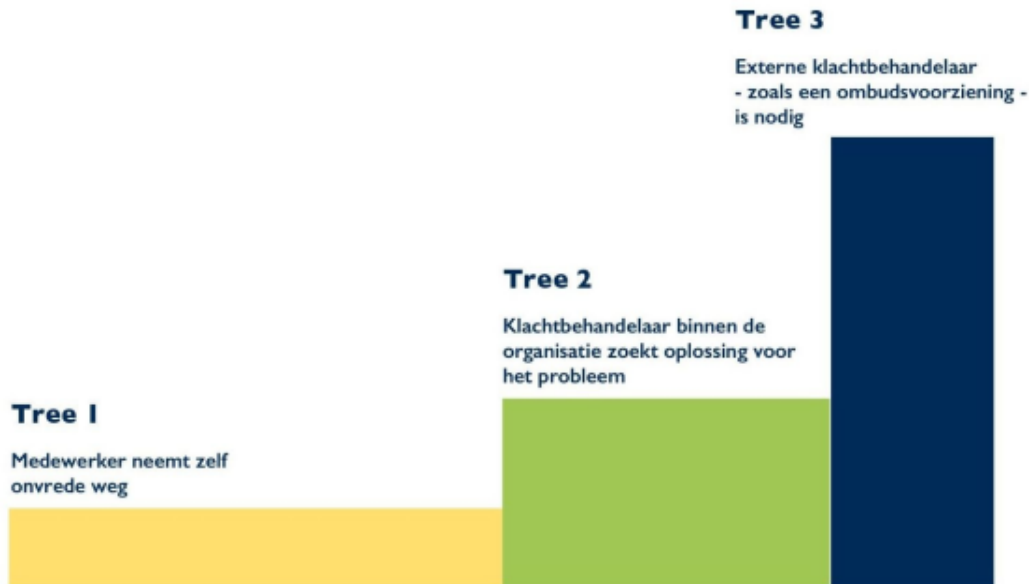 Tree 3
Externe klachtbehandelaar
- zoals een ombudsvoorziening -
is nodig
Tree 2
Klachtbehandelaar binnen de
organisatie zoekt oplossing voor
het probleem
Tree 1
Medewerker neemt zelf
onvrede weg